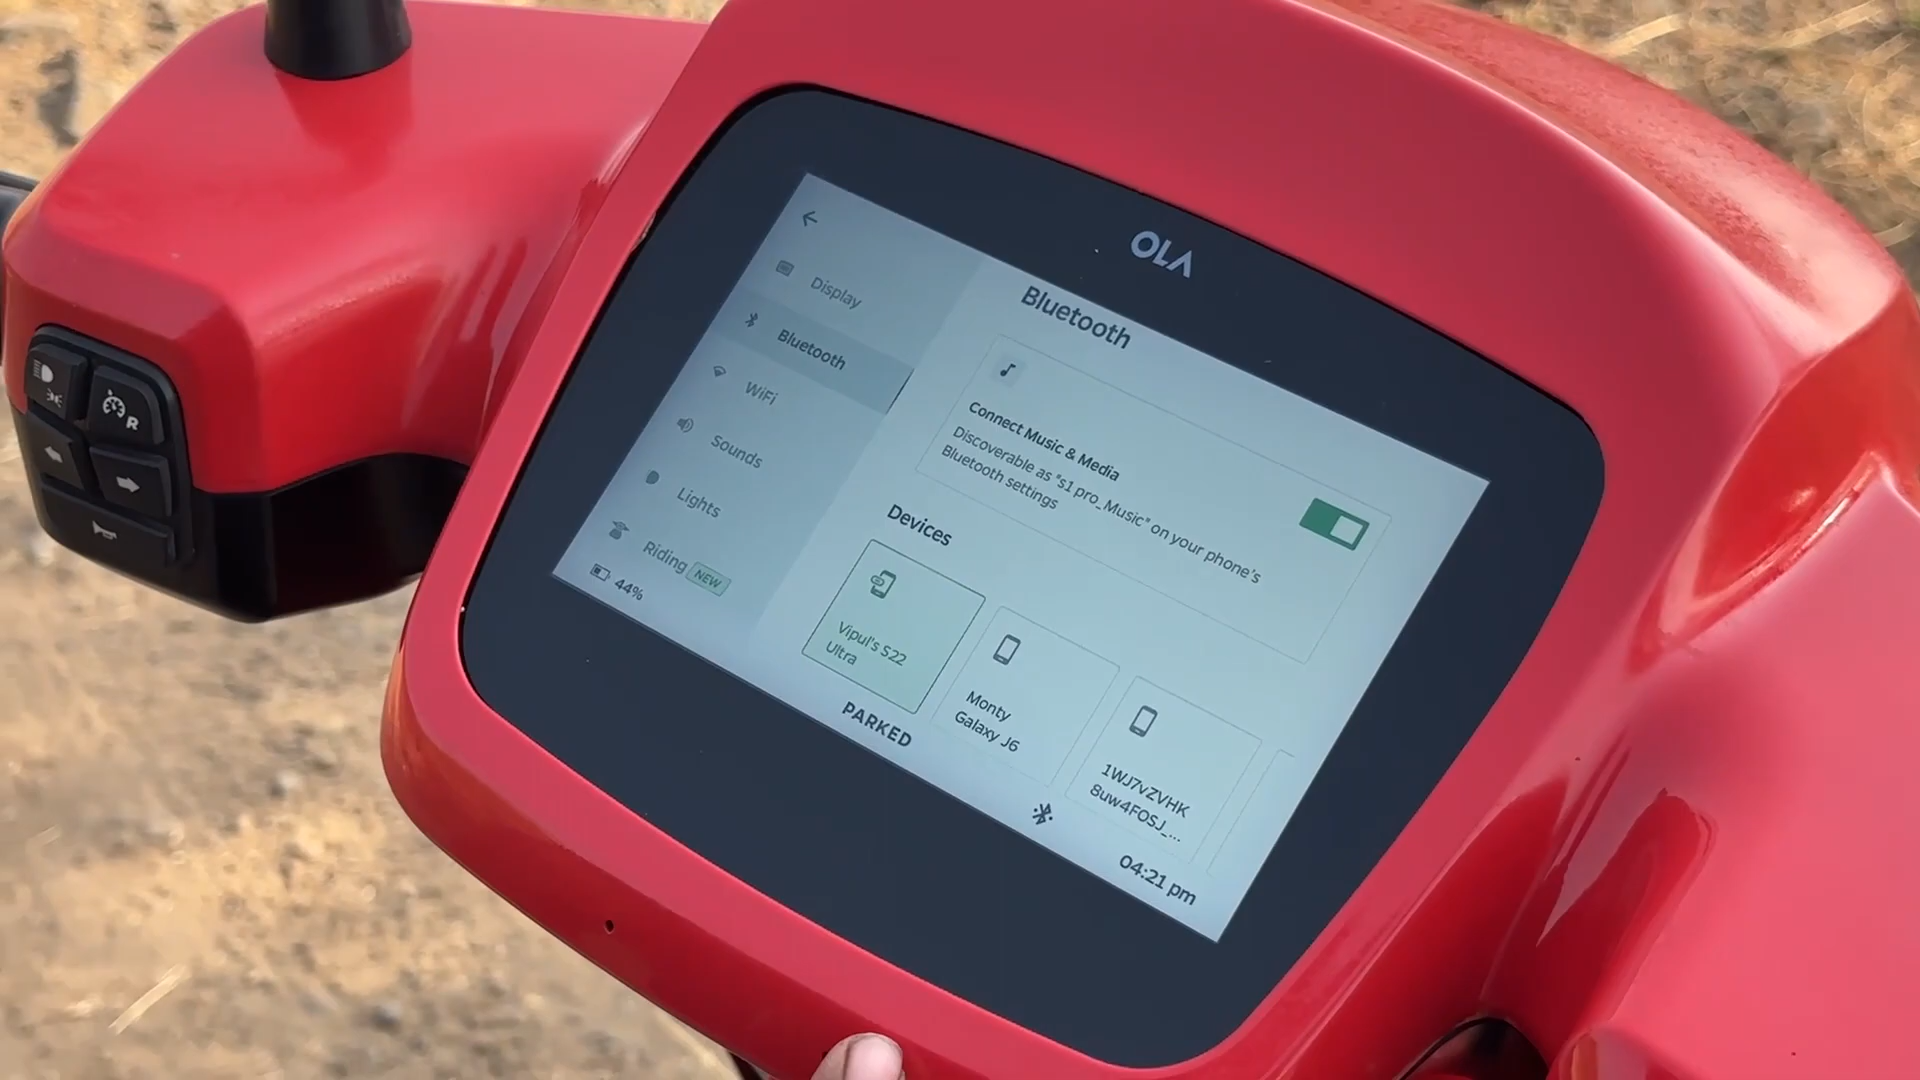 OLA
Display
Bluetooth
WiFi
Sounds
Lights
Riding NEW
44%
Bluetooth
Connect Music & Media
Discoverable as "s1 pro_Music" on your phone's
Bluetooth settings
Devices
Vipul's S22
Ultra
Monty
Galaxy J6
1WJ7vZVHK
8uw4FOSJ_...
PARKED
04:21 pm
R